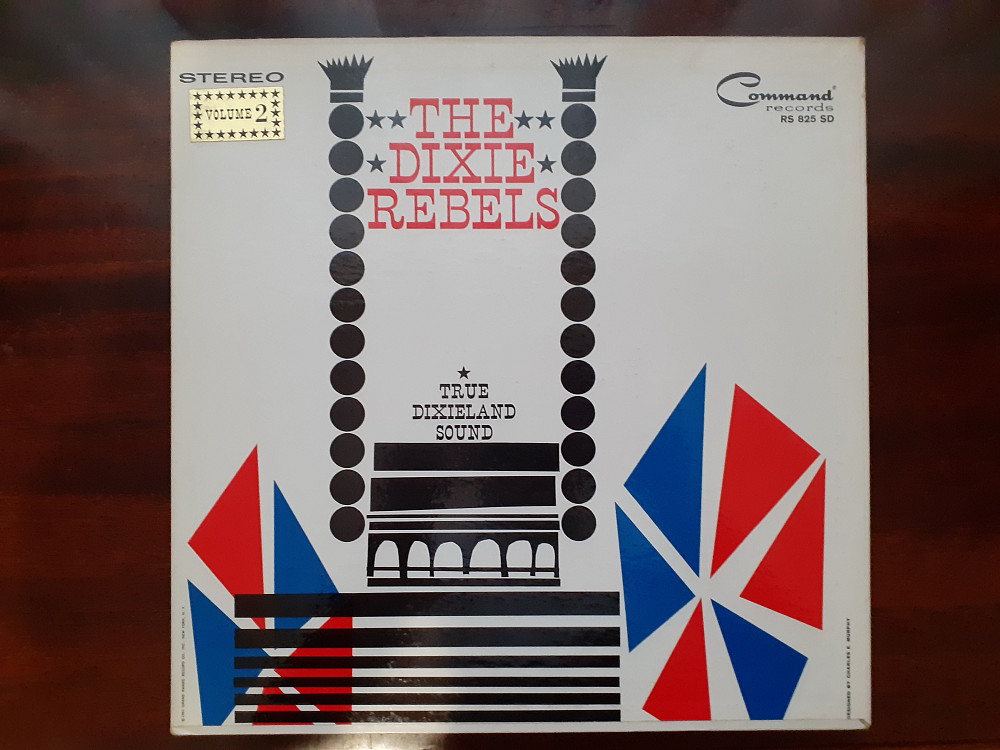 STEREO
VOLUME 2
Command®
records
RS 825 SD
THE
DIXIE
REBELS
TRUE
DIXIELAND
SOUND
DESIGNED BY CHARLES E. MURPHY